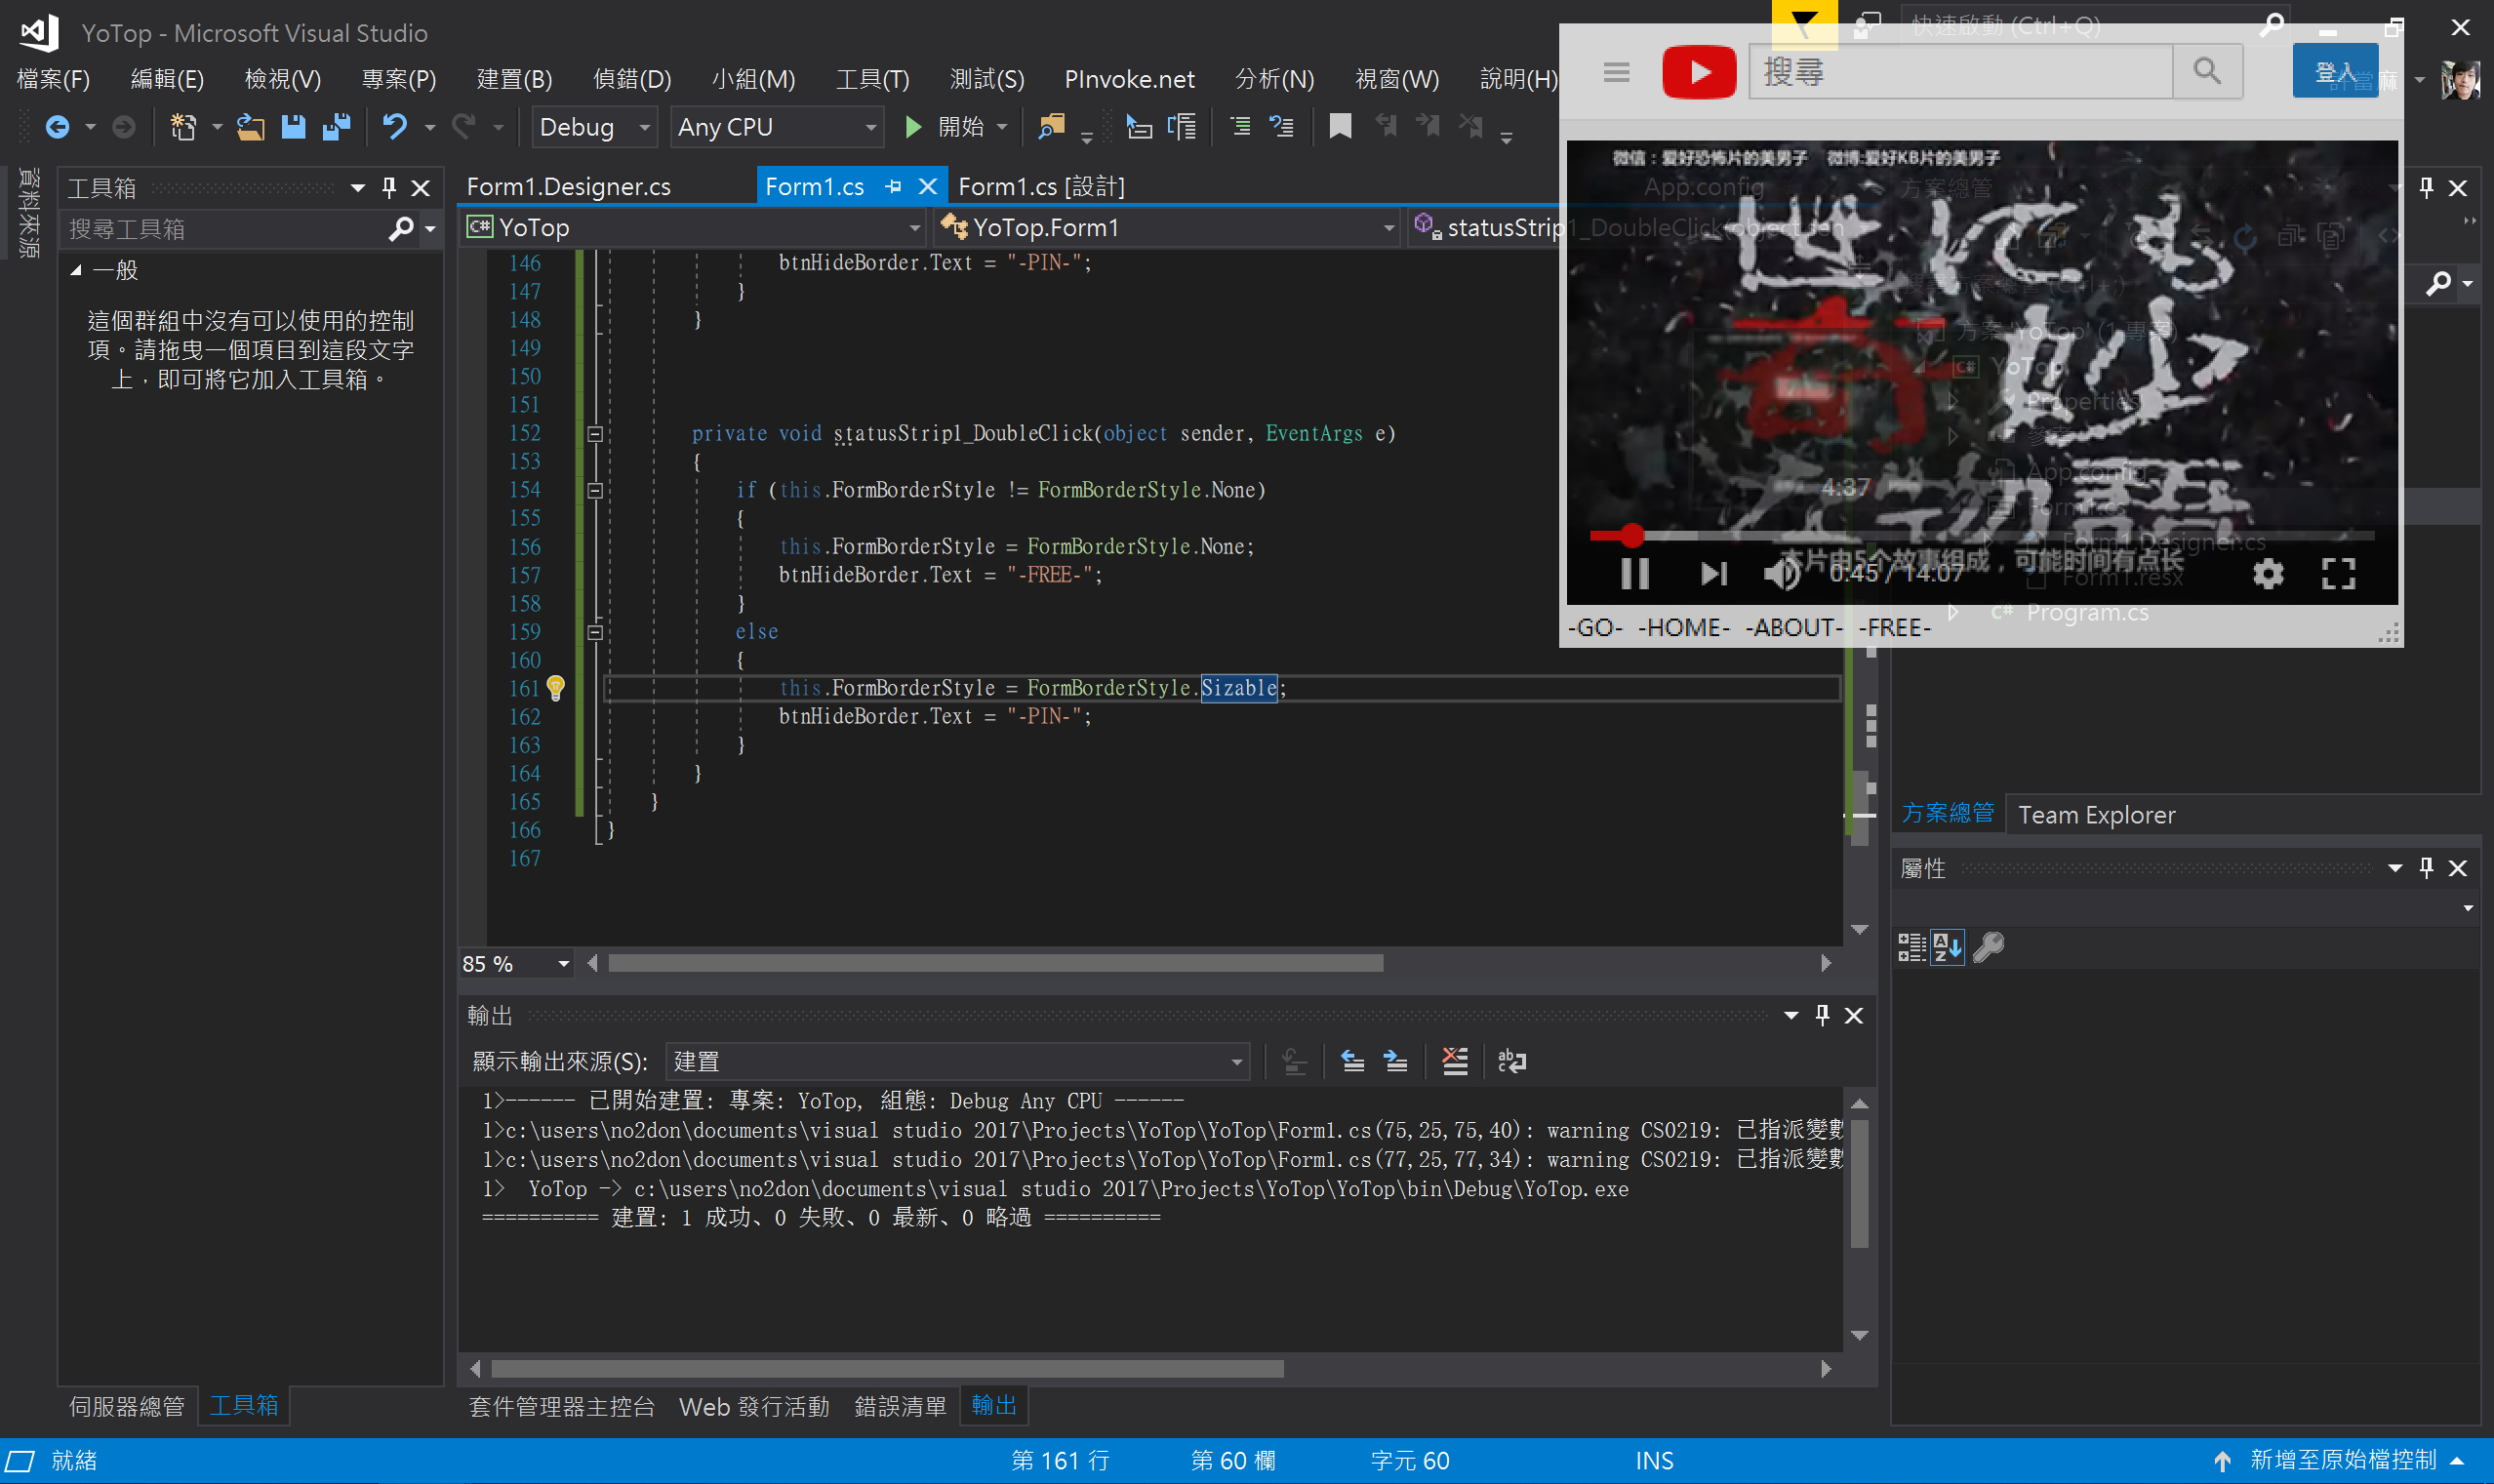 YoTop - Microsoft Visual Studio
快速啟動 (Ctrl+Q)
檔案(F) 編輯(E) 檢視(V) 專案(P) 建置(B) 偵錯(D) 小組(M) 工具(T) 測試(S) PInvoke.net 分析(N) 視窗(W) 說明(H)
搜尋
登入
Debug Any CPU 開始
資料來源
工具箱
搜尋工具箱
一般
這個群組中沒有可以使用的控制
項。請拖曳一個項目到這段文字
上，即可將它加入工具箱。
Form1.Designer.cs Form1.cs Form1.cs [設計]
App.config
方案總管
C# YoTop YoTop.Form1 statusStrip1_DoubleClick(object sen
146 btnHideBorder.Text = "-PIN-";
147 }
148 }
149
150
151
152 private void statusStrip1_DoubleClick(object sender, EventArgs e)
153 {
154 if (this.FormBorderStyle != FormBorderStyle.None)
155 {
156 this.FormBorderStyle = FormBorderStyle.None;
157 btnHideBorder.Text = "-FREE-";
158 }
159 else
160 {
161 this.FormBorderStyle = FormBorderStyle.Sizable;
162 btnHideBorder.Text = "-PIN-";
163 }
164 }
165 }
166 }
167
85 %
微信：爱好恐怖片的美男子 微博:爱好KB片的美男子
方案 'YoTop' (1 專案)
C# YoTop
Properties
參考
App.config
Form1.cs
Form1.Designer.cs
Form1.resx
C# Program.cs
4:37
本片由5个故事组成，可能时间有点长
0:45 / 14:07
-GO- -HOME- -ABOUT- -FREE-
方案總管 Team Explorer
屬性
輸出
顯示輸出來源(S): 建置
1>------ 已開始建置: 專案: YoTop, 組態: Debug Any CPU ------
1>c:\users\no2don\documents\visual studio 2017\Projects\YoTop\YoTop\Form1.cs(75,25,75,40): warning CS0219: 已指派變數
1>c:\users\no2don\documents\visual studio 2017\Projects\YoTop\YoTop\Form1.cs(77,25,77,34): warning CS0219: 已指派變數
1> YoTop -> c:\users\no2don\documents\visual studio 2017\Projects\YoTop\YoTop\bin\Debug\YoTop.exe
========== 建置: 1 成功、0 失敗、0 最新、0 略過 ==========
伺服器總管 工具箱
套件管理器主控台 Web 發行活動 錯誤清單 輸出
就緒 第 161 行 第 60 欄 字元 60 INS 新增至原始檔控制